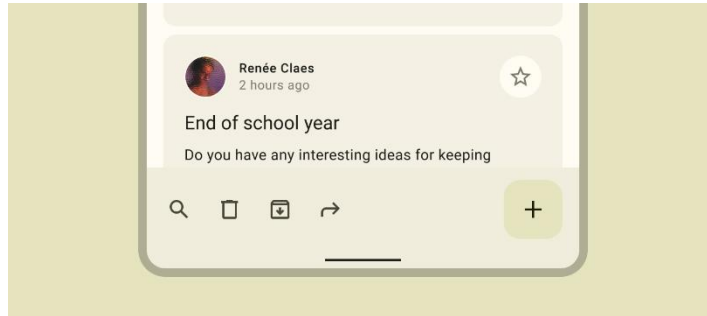 Renée Claes
2 hours ago
End of school year
Do you have any interesting ideas for keeping